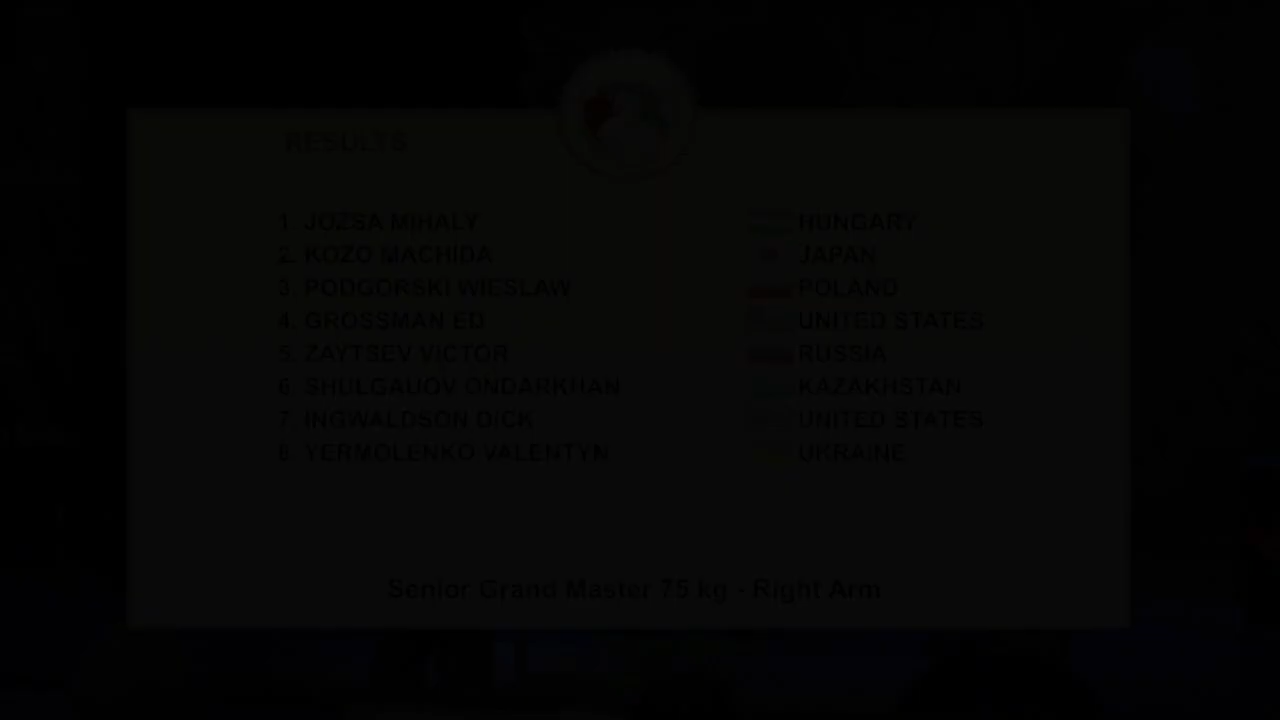 RESULTS
1. JOZSA MIHALY HUNGARY
2. KOZO MACHIDA JAPAN
3. PODGORSKI WIESLAW POLAND
4. GROSSMAN ED UNITED STATES
5. ZAYTSEV VICTOR RUSSIA
6. SHULGAUOV ONDARKHAN KAZAKHSTAN
7. INGWALDSON DICK UNITED STATES
8. YERMOLENKO VALENTYN UKRAINE
Senior Grand Master 75 kg - Right Arm